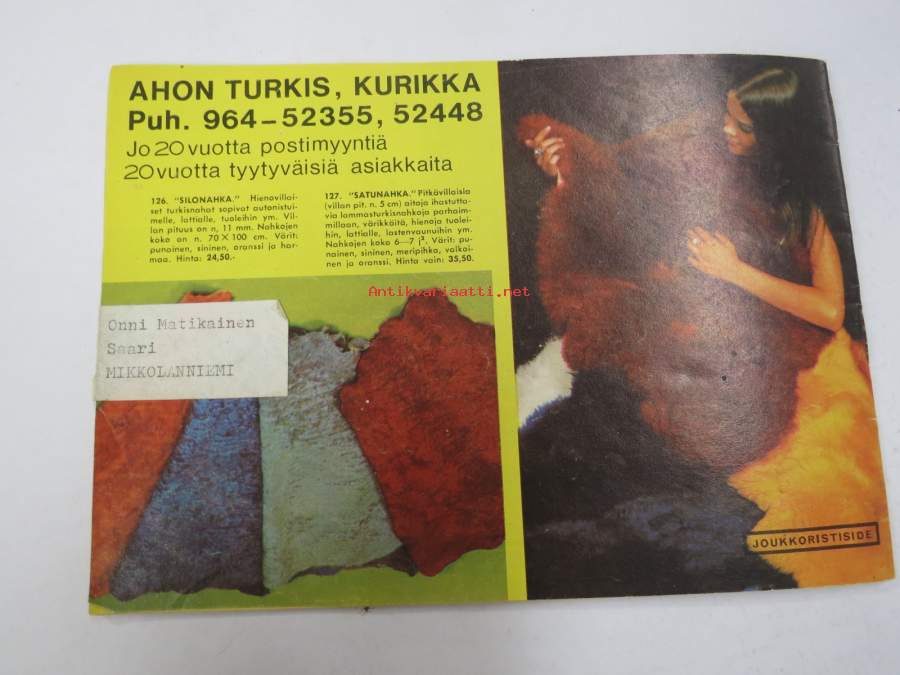 AHON TURKIS, KURIKKA
Puh. 964-52355, 52448
Jo 20 vuotta postimyyntiä
20 vuotta tyytyväisiä asiakkaita
126. "SILONAHKA." Hienovillai-
set turkisnahat sopivat autonistui-
melle, lattialle, tuoleihin ym. Vil-
lan pituus on n. 11 mm. Nahkojen
koko on n. 70 X 100 cm. Värit:
punainen, sininen, oranssi ja har-
maa. Hinta: 24,50.-
127. "SATUNAHKA." Pitkävillaisia
(villan pit. n. 5 cm) aitoja ihastutta-
via lammasturkisnahkoja parhaim-
millaan, värikkäitä, hienoja tuolei-
hin, lattialle, lastenvaunuihin ym.
Nahkojen koko 6—7 j³. Värit: pu-
nainen, sininen, meripihka, valkoi-
nen ja oranssi. Hinta vain: 35,50.
Antikvariaatti.net
Onni Matikainen
Saari
MIKKOLANNIEMI
JOUKKORISTISIDE